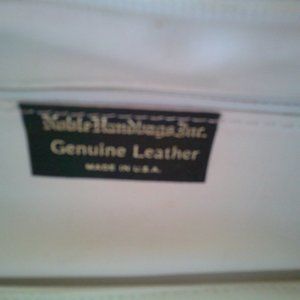 Noble Handbags Inc.
Genuine Leather
MADE IN U.S.A.